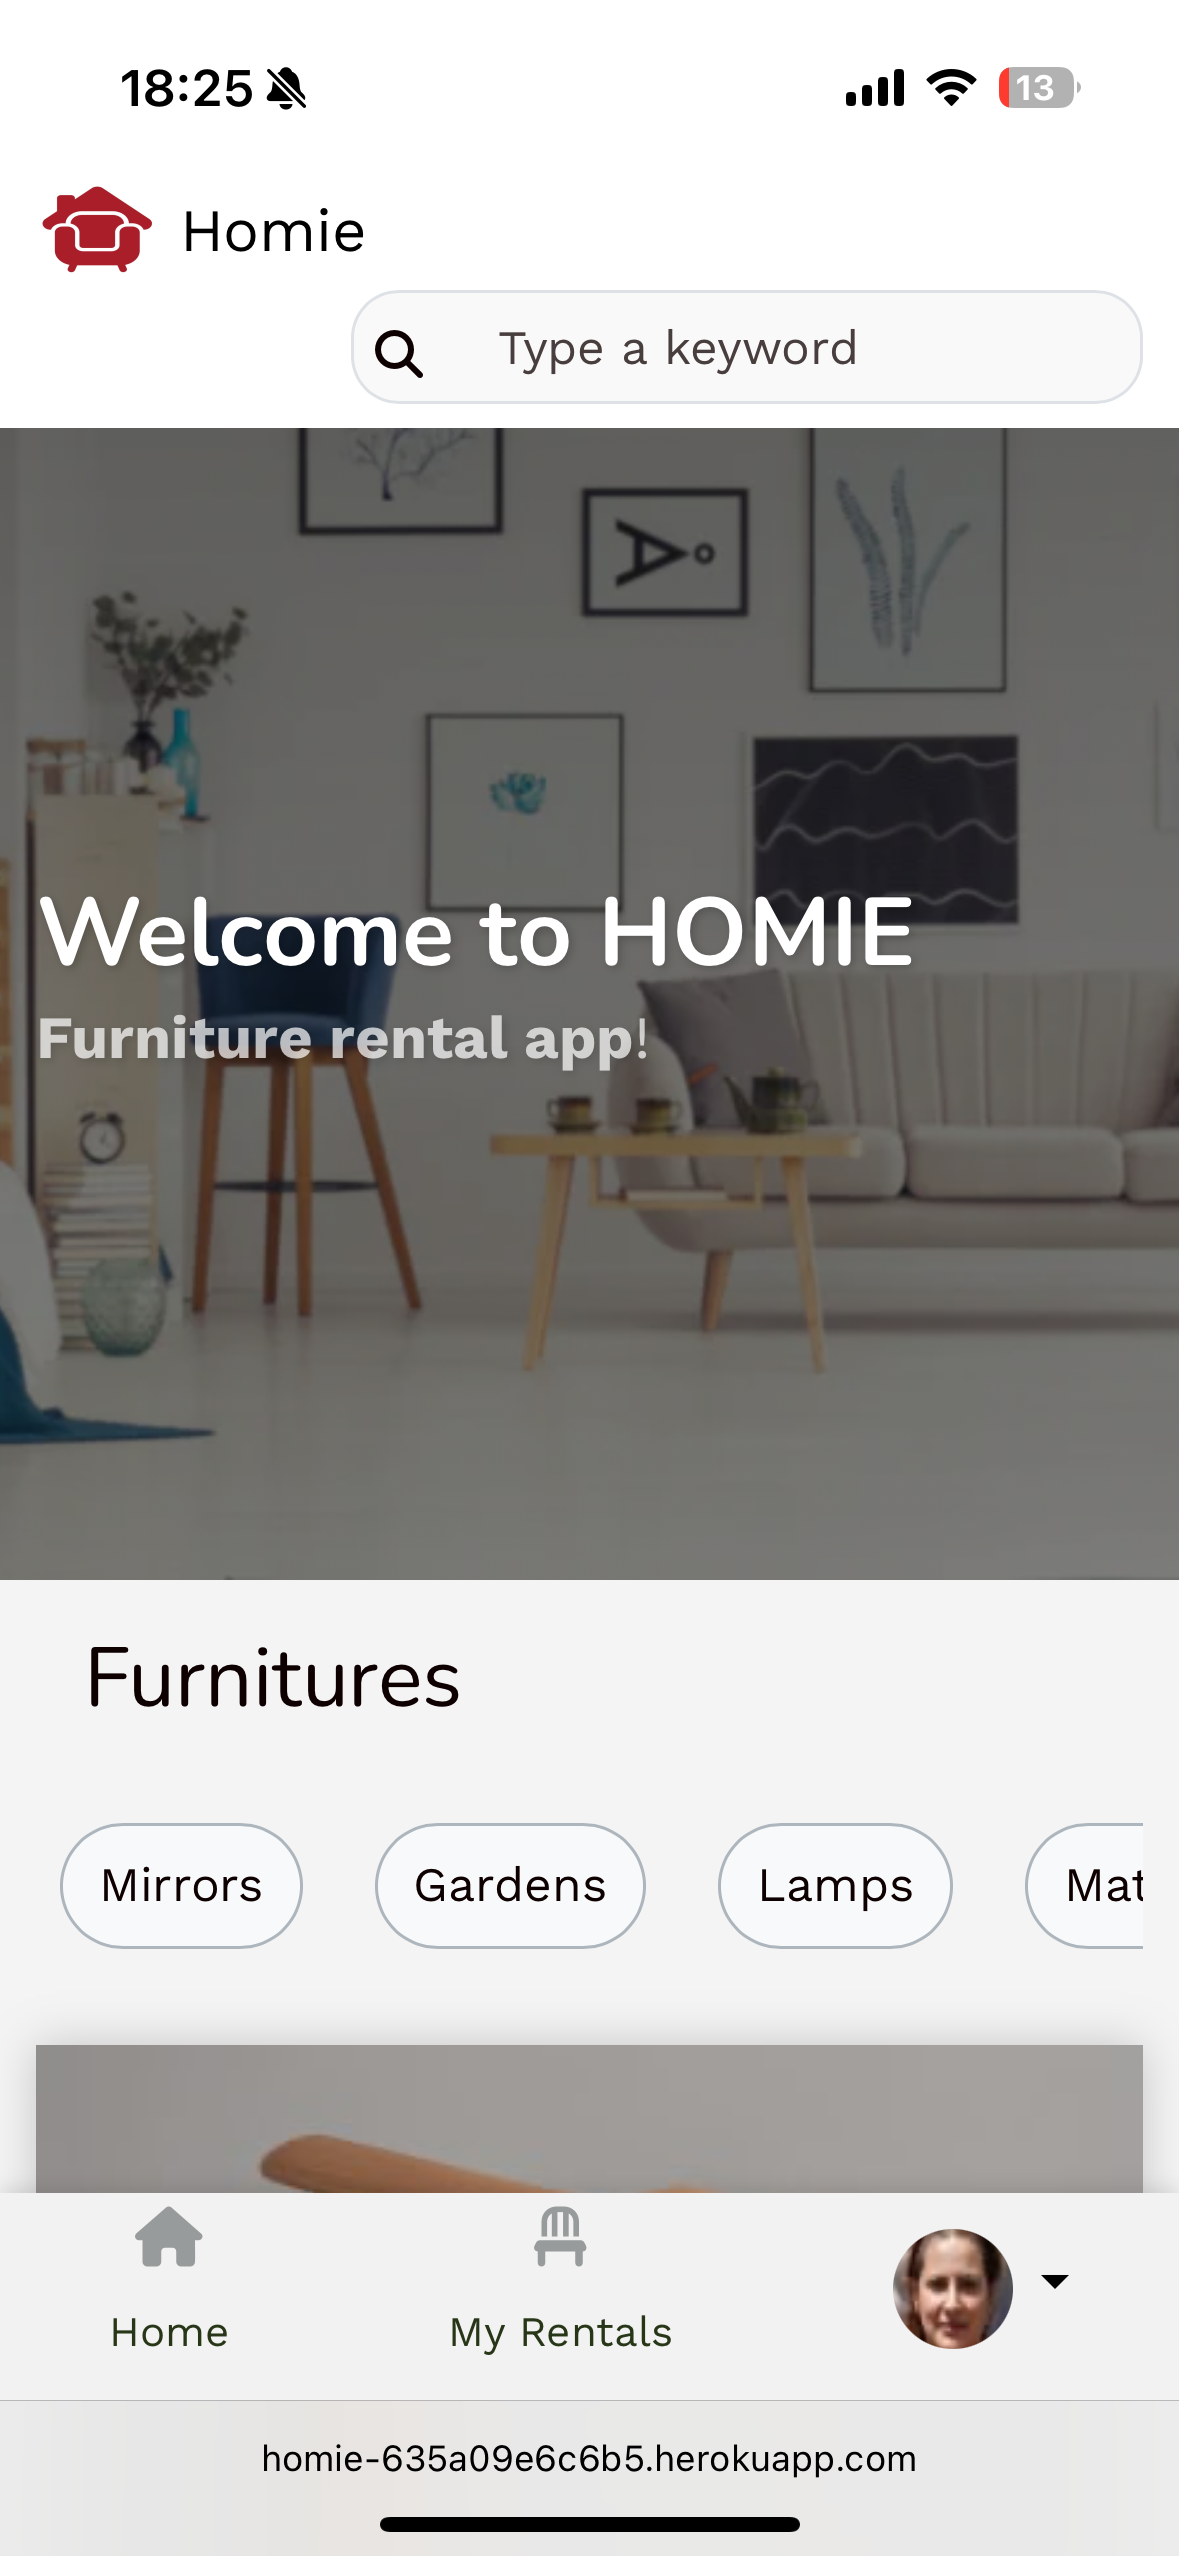 18:25
13
Homie
Type a keyword
A
Welcome to HOMIE
Furniture rental app!
Furnitures
Mirrors Gardens Lamps Mat
Home My Rentals
homie-635a09e6c6b5.herokuapp.com